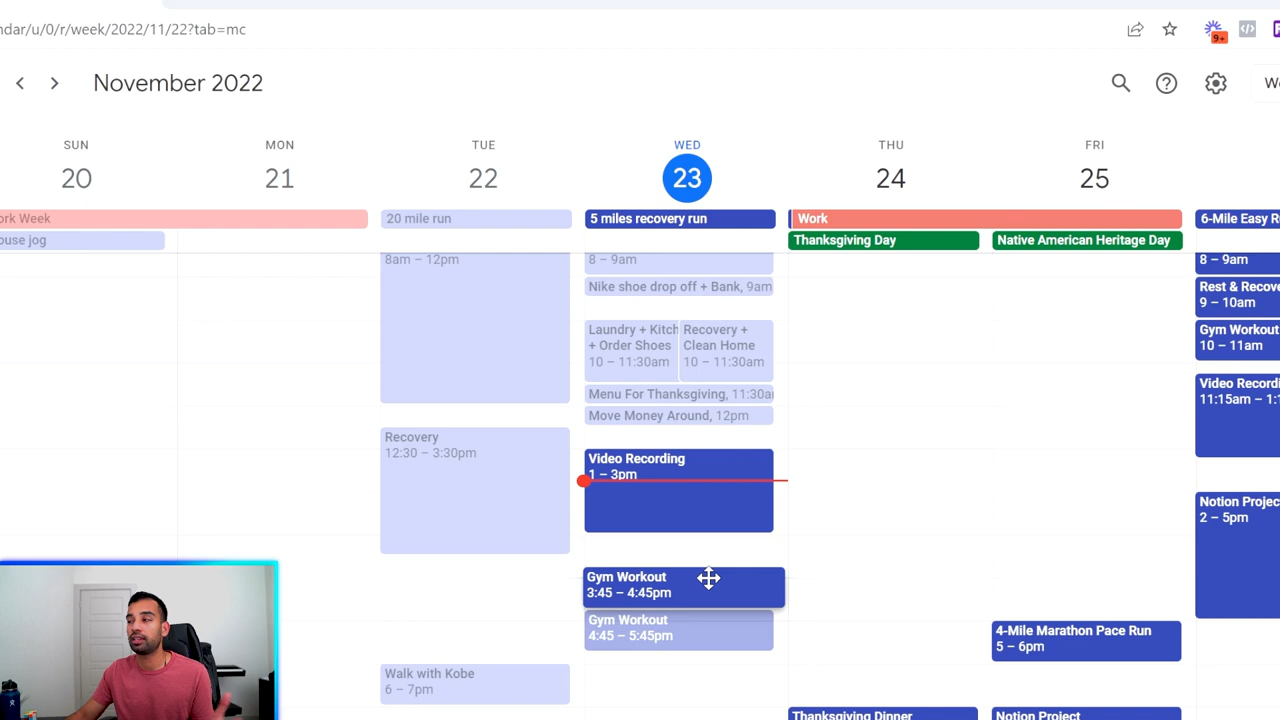 ndar/u/0/r/week/2022/11/22?tab=mc
9+
November 2022
SUN
20
MON
21
TUE
22
WED
23
THU
24
FRI
25
ork Week
ouse jog
20 mile run
8am – 12pm
Recovery
12:30 – 3:30pm
Walk with Kobe
6 – 7pm
5 miles recovery run
8 – 9am
Nike shoe drop off + Bank, 9am
Laundry + Kitch
+ Order Shoes
10 – 11:30am
Recovery +
Clean Home
10 – 11:30am
Menu For Thanksgiving, 11:30a
Move Money Around, 12pm
Video Recording
1 – 3pm
Gym Workout
3:45 – 4:45pm
Gym Workout
4:45 – 5:45pm
Work
Thanksgiving Day
Native American Heritage Day
Thanksgiving Dinner
4-Mile Marathon Pace Run
5 – 6pm
Notion Project
6-Mile Easy R
8 – 9am
Rest & Recove
9 – 10am
Gym Workout
10 – 11am
Video Recordi
11:15am – 1:1
Notion Projec
2 – 5pm